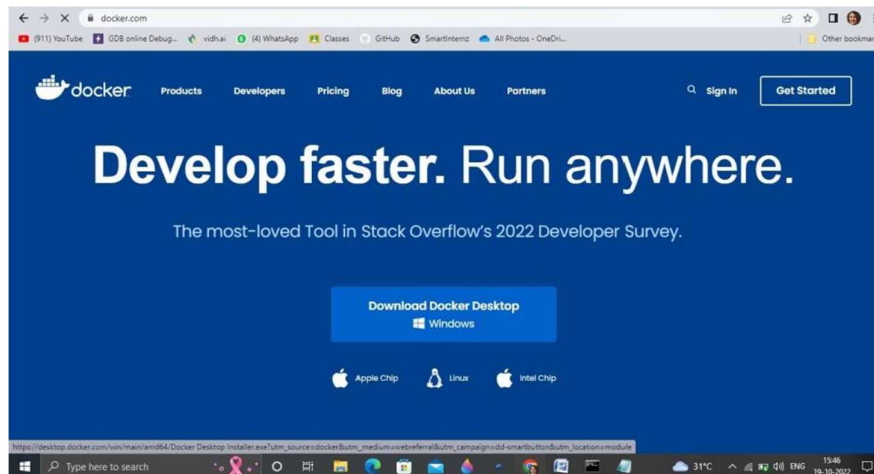 docker.com
(911) YouTube GDB online Debug... vidhai (4) WhatsApp Classes GitHub SmartInternz All Photos - OneDri... Other bookmar
docker Products Developers Pricing Blog About Us Partners Sign In Get Started
Develop faster. Run anywhere.
The most-loved Tool in Stack Overflow's 2022 Developer Survey.
Download Docker Desktop
Windows
Apple Chip Linux Intel Chip
https://desktop.docker.com/win/main/amd64/Docker Desktop Installer.exe?utm_source=docker&utm_medium=webreferral&utm_campaign=dd-smartbutton&utm_location=module
Type here to search 31°C ENG 15:46
19-10-2022